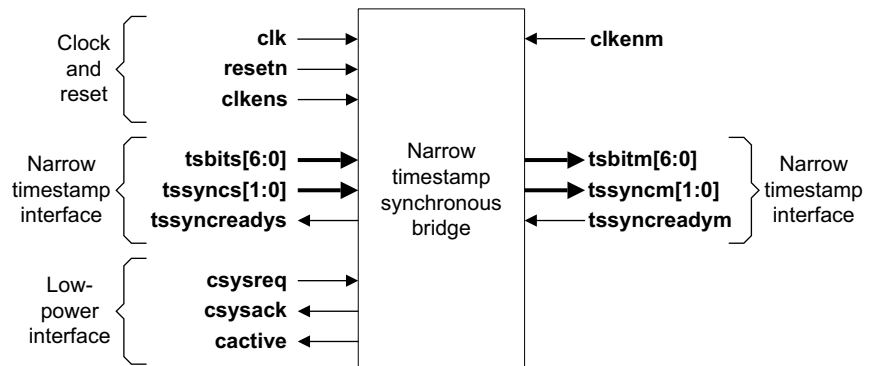 Clock
and
reset
clk
resetn
clkens
clkenm
Narrow
timestamp
interface
tsbits[6:0]
tssyncs[1:0]
tssyncreadys
Narrow
timestamp
synchronous
bridge
tsbitm[6:0]
tssyncm[1:0]
tssyncreadym
Narrow
timestamp
interface
Low-
power
interface
csysreq
csysack
cactive